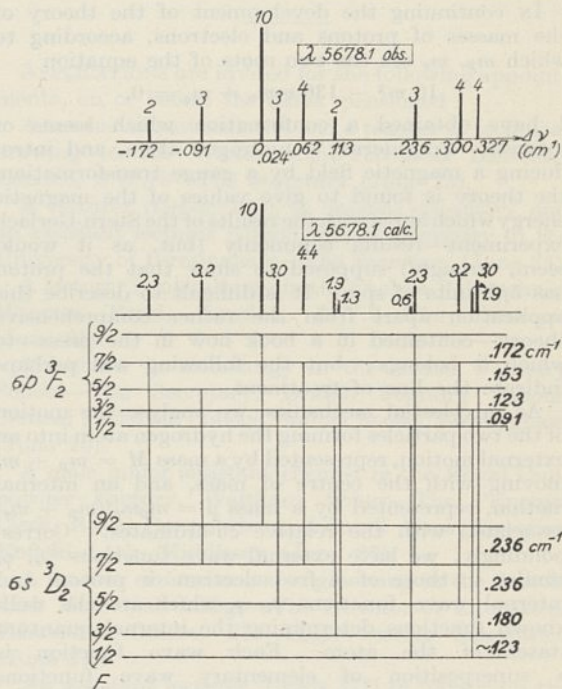 10
λ 5678.1 obs.
2 3 3 4 2 3 4 4
-.172 -.091 0 .024 .062 .113 .236 .300 .327 Δν (cm⁻¹)
10
λ 5678.1 calc.
4.4
2.3 3.2 3.0 1.9 2.3 3.2 3.0
1.3 0.6 1.9
9/2
.172 cm⁻¹
7/2
.153
6p ³F₂ 5/2
.123
3/2
.091
1/2
9/2
.236 cm⁻¹
7/2
.236
6s ³D₂ 5/2
.180
3/2
~.123
1/2
F